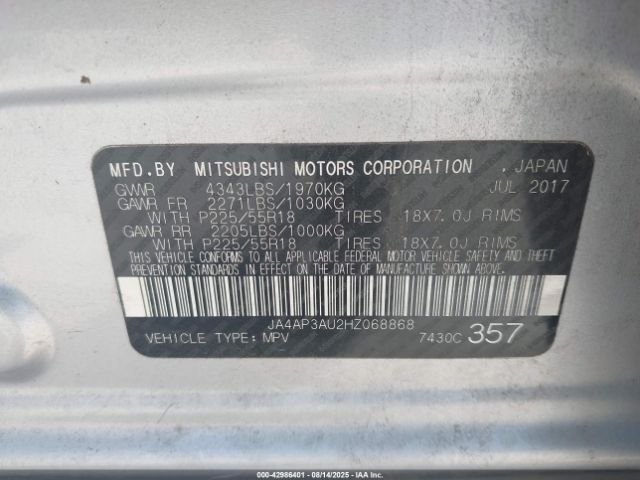 MFD.BY MITSUBISHI MOTORS CORPORATION . JAPAN
GVWR 4343LBS/1970KG JUL 2017
GAWR FR 2271LBS/1030KG
WITH P225/55R18 TIRES 18X7.0J RIMS
GAWR RR 2205LBS/1000KG
WITH P225/55R18 TIRES 18X7.0J RIMS
THIS VEHICLE CONFORMS TO ALL APPLICABLE FEDERAL MOTOR VEHICLE SAFETY AND THEFT
PREVENTION STANDARDS IN EFFECT ON THE DATE OF MANUFACTURE SHOWN ABOVE.
JA4AP3AU2HZ068868
VEHICLE TYPE: MPV 7430C 357
000-42986401 - 08/14/2025 - IAAI.com